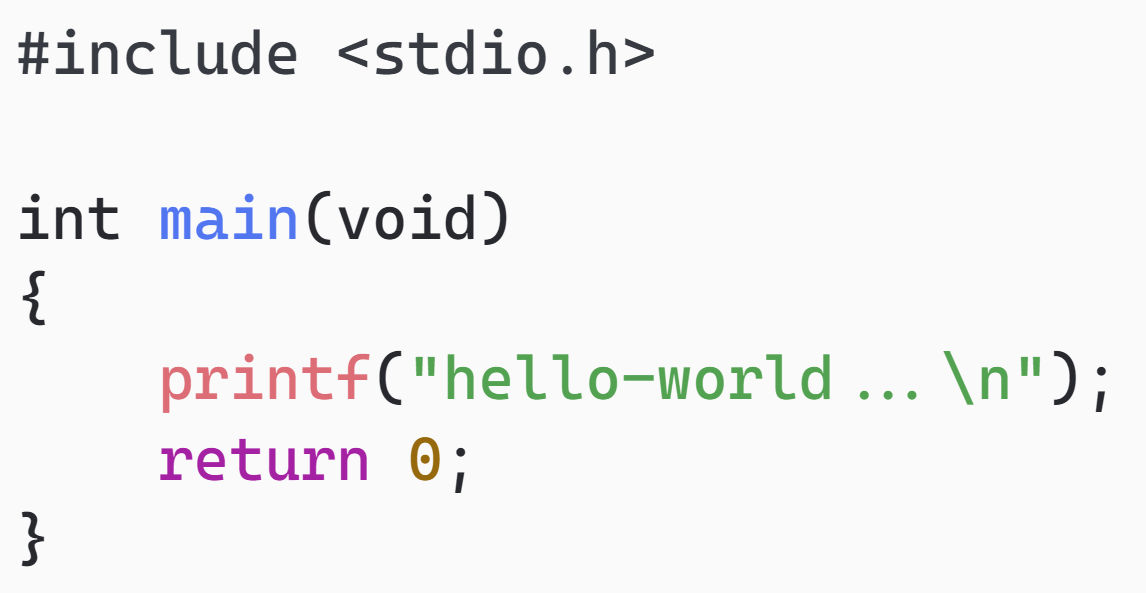 #include <stdio.h>

int main(void)
{
    printf("hello-world...\n");
    return 0;
}